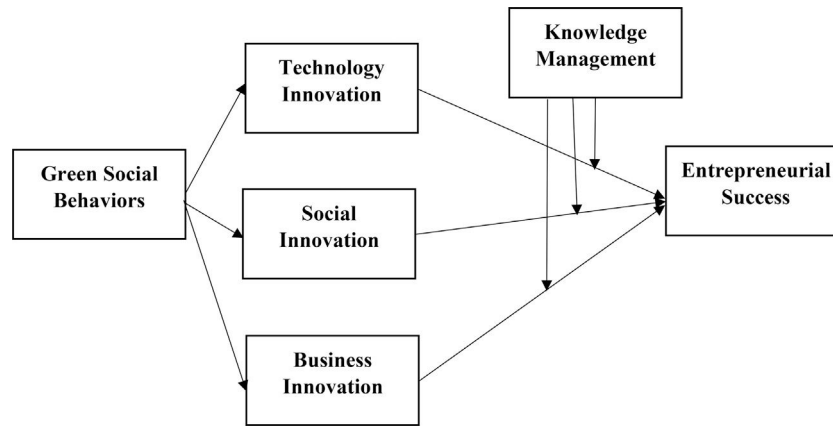 Knowledge
Management
Technology
Innovation
Green Social
Behaviors
Entrepreneurial
Success
Social
Innovation
Business
Innovation